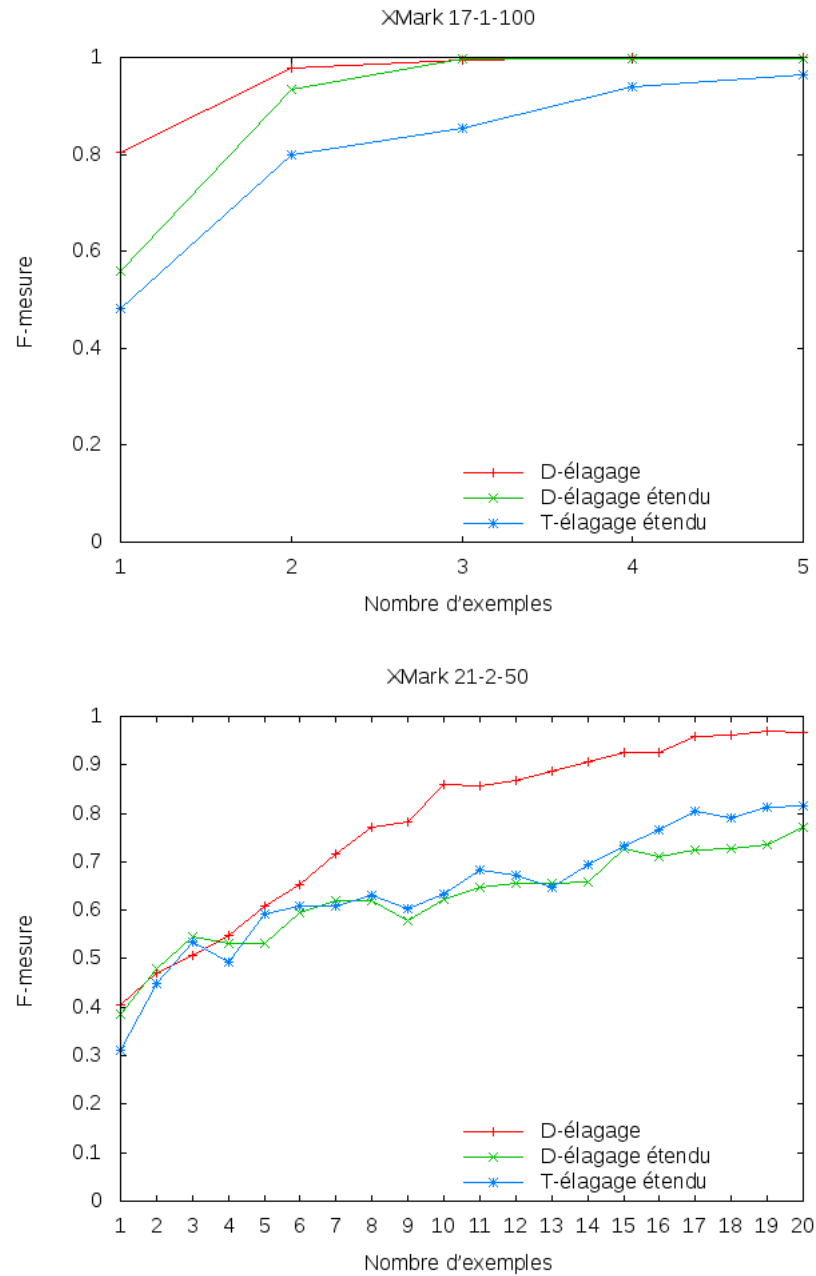 XMark 17-1-100
1
0.8
0.6
0.4
0.2
0
F-mesure
D-élagage
D-élagage étendu
T-élagage étendu
1 2 3 4 5
Nombre d'exemples
XMark 21-2-50
1
0.9
0.8
0.7
0.6
0.5
0.4
0.3
0.2
0.1
0
F-mesure
D-élagage
D-élagage étendu
T-élagage étendu
1 2 3 4 5 6 7 8 9 10 11 12 13 14 15 16 17 18 19 20
Nombre d'exemples